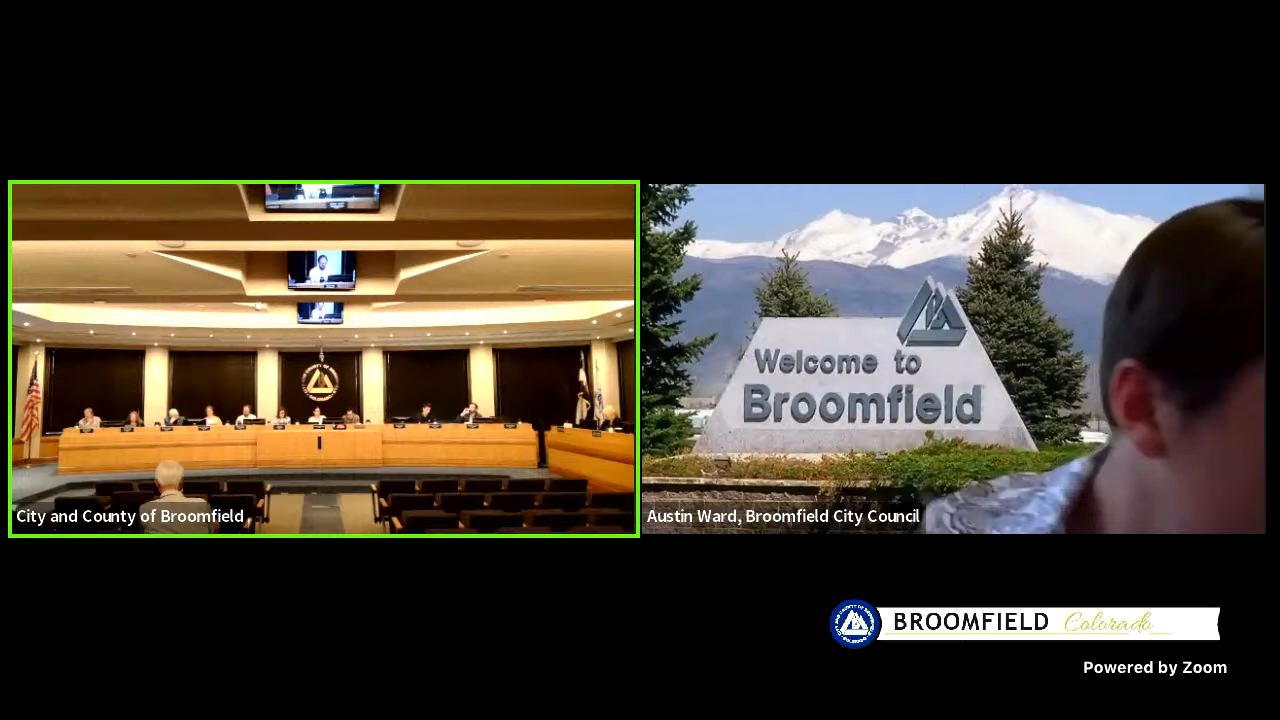 Welcome to
Broomfield
City and County of Broomfield
Austin Ward, Broomfield City Council
BROOMFIELD Colorado
Powered by Zoom